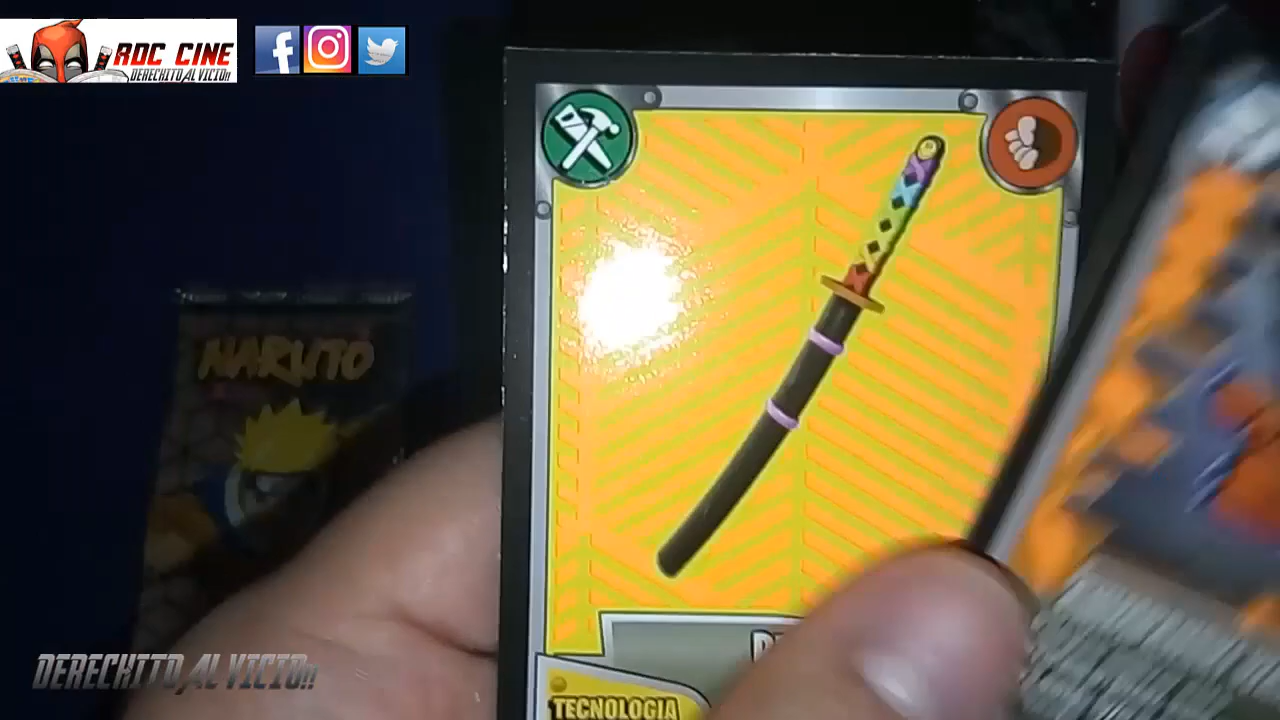 RDC CINE
DERECHITO AL VICIO!!
NARUTO
TECNOLOGIA
DERECHITO AL VICIO!!